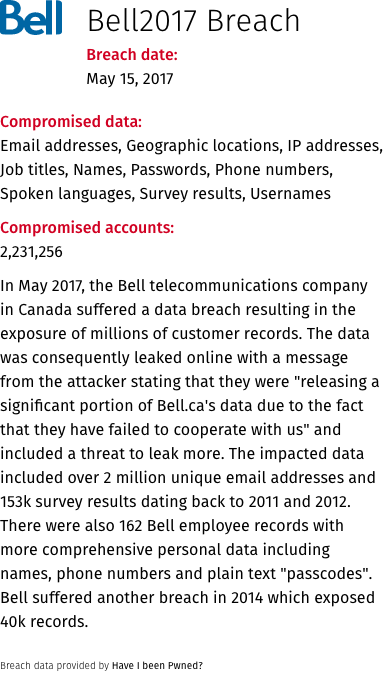 Bell
Bell2017 Breach
Breach date:
May 15, 2017
Compromised data:
Email addresses, Geographic locations, IP addresses,
Job titles, Names, Passwords, Phone numbers,
Spoken languages, Survey results, Usernames
Compromised accounts:
2,231,256
In May 2017, the Bell telecommunications company
in Canada suffered a data breach resulting in the
exposure of millions of customer records. The data
was consequently leaked online with a message
from the attacker stating that they were "releasing a
significant portion of Bell.ca's data due to the fact
that they have failed to cooperate with us" and
included a threat to leak more. The impacted data
included over 2 million unique email addresses and
153k survey results dating back to 2011 and 2012.
There were also 162 Bell employee records with
more comprehensive personal data including
names, phone numbers and plain text "passcodes".
Bell suffered another breach in 2014 which exposed
40k records.
Breach data provided by Have I been Pwned?